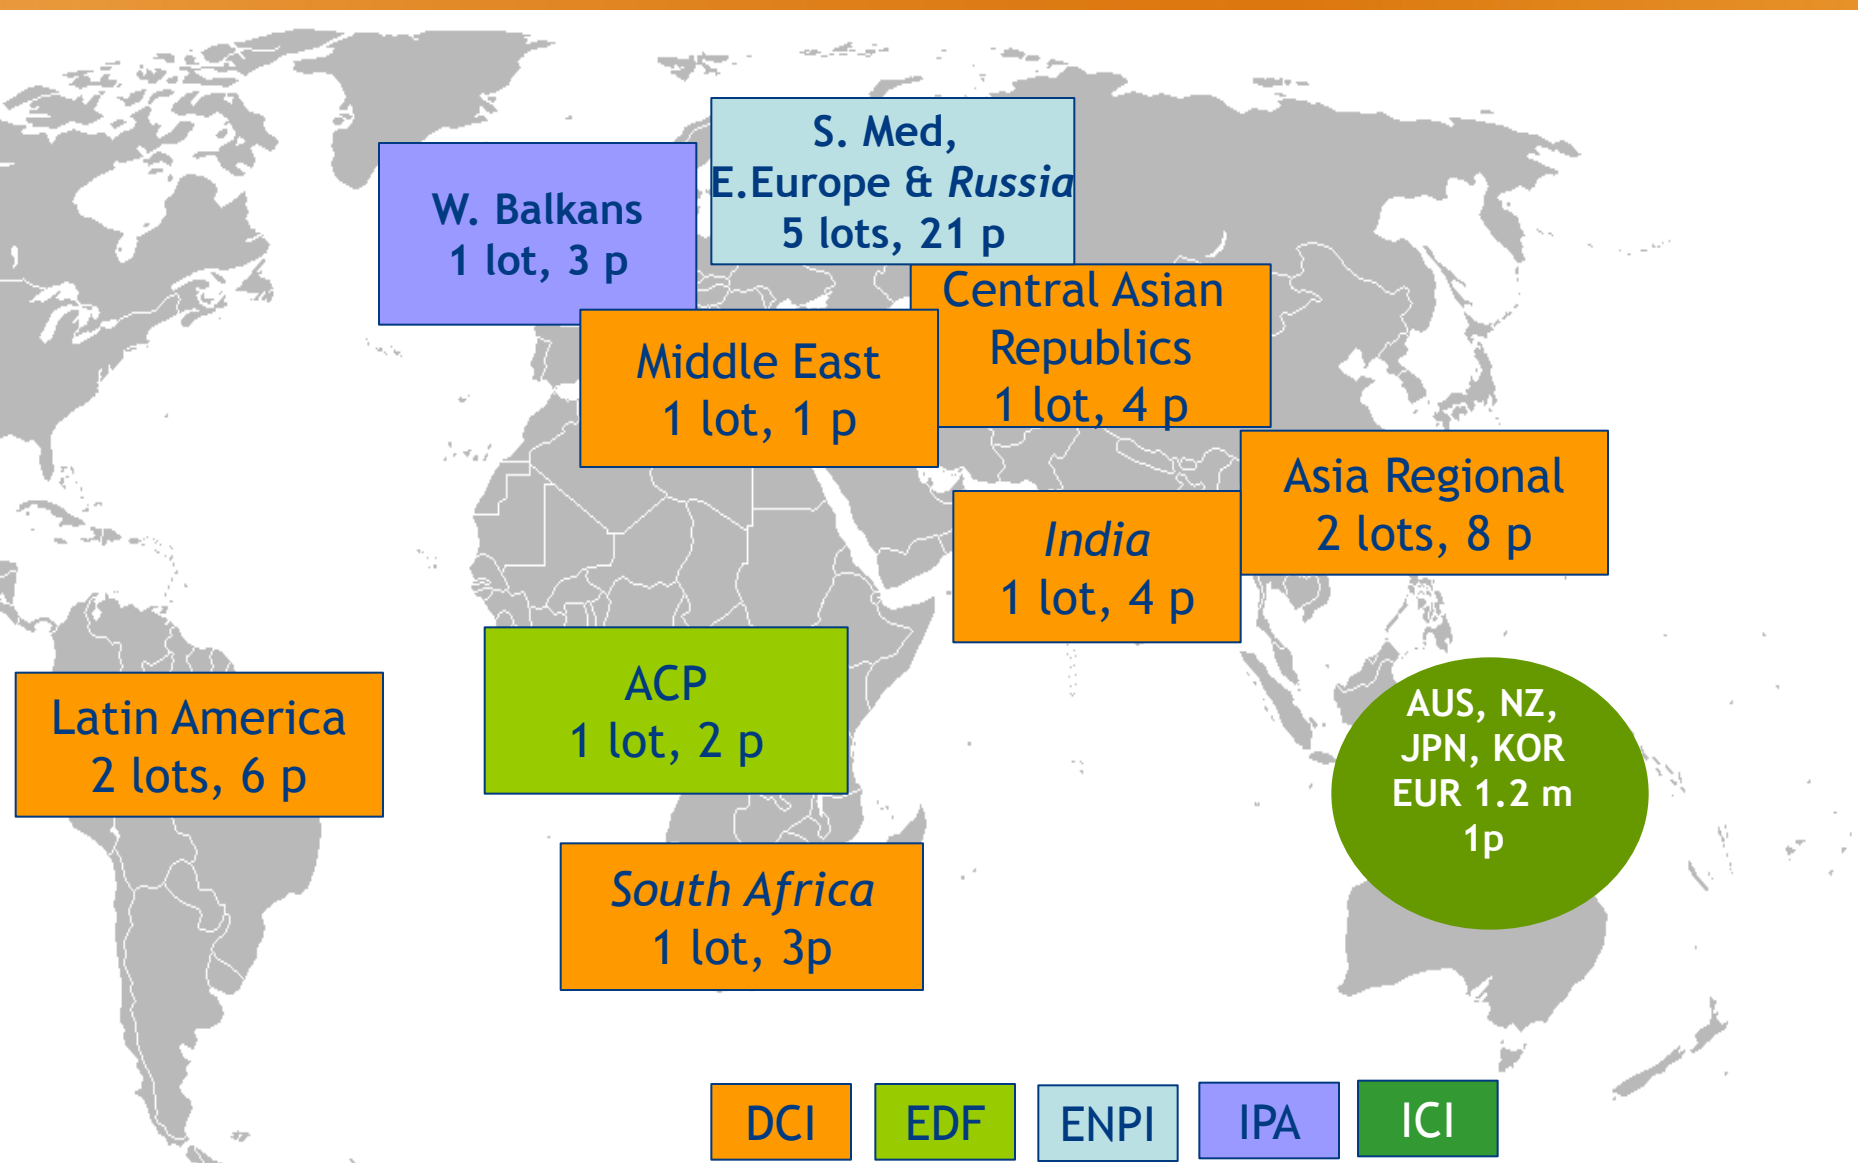 S. Med,
E.Europe & Russia
5 lots, 21 p
W. Balkans
1 lot, 3 p
Central Asian
Republics
1 lot, 4 p
Middle East
1 lot, 1 p
Asia Regional
2 lots, 8 p
India
1 lot, 4 p
ACP
1 lot, 2 p
Latin America
2 lots, 6 p
AUS, NZ,
JPN, KOR
EUR 1.2 m
1p
South Africa
1 lot, 3p
DCI
EDF
ENPI
IPA
ICI